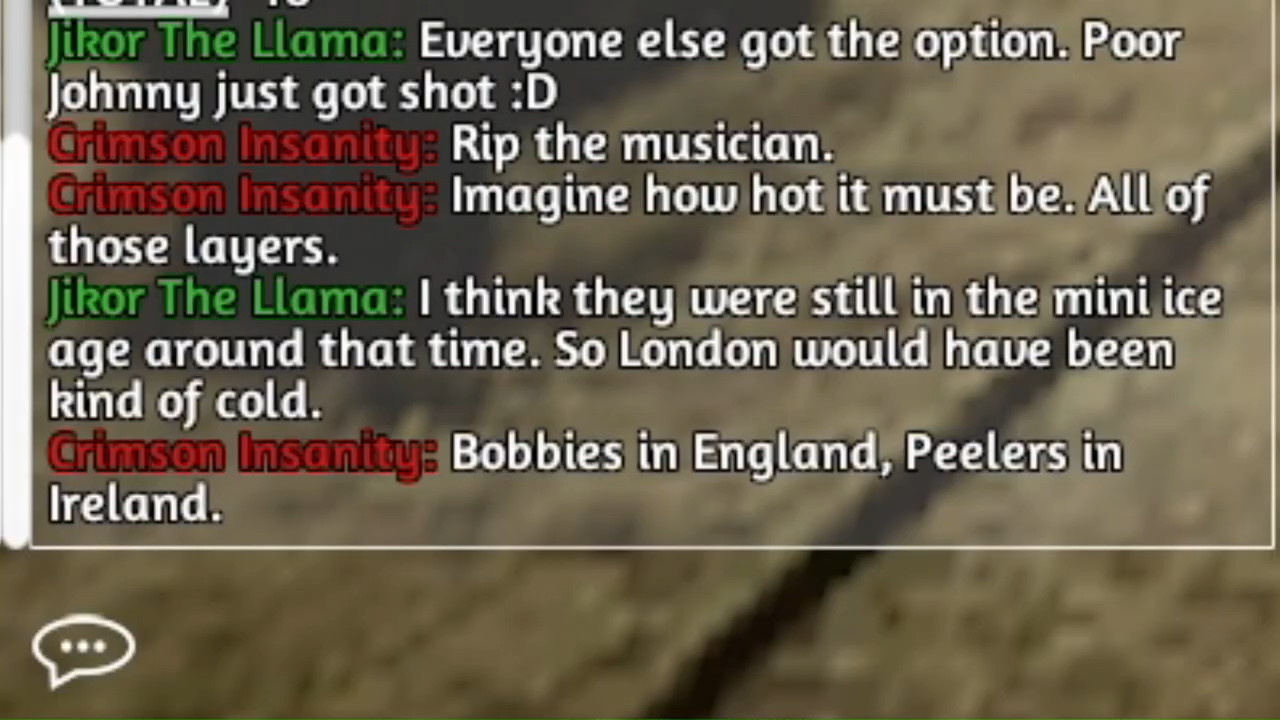 Jikor The Llama: Everyone else got the option. Poor
Johnny just got shot :D
Crimson Insanity: Rip the musician.
Crimson Insanity: Imagine how hot it must be. All of
those layers.
Jikor The Llama: I think they were still in the mini ice
age around that time. So London would have been
kind of cold.
Crimson Insanity: Bobbies in England, Peelers in
Ireland.